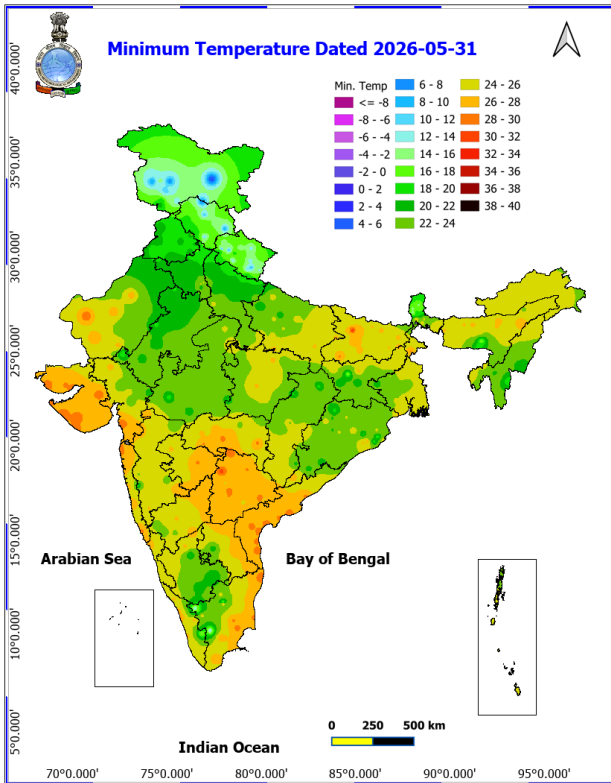 Minimum Temperature Dated 2026-05-31
Min. Temp
<= -8
-8 - -6
-6 - -4
-4 - -2
-2 - 0
0 - 2
2 - 4
4 - 6
6 - 8
8 - 10
10 - 12
12 - 14
14 - 16
16 - 18
18 - 20
20 - 22
22 - 24
24 - 26
26 - 28
28 - 30
30 - 32
32 - 34
34 - 36
36 - 38
38 - 40
40°0.000'
35°0.000'
30°0.000'
25°0.000'
20°0.000'
15°0.000'
10°0.000'
5°0.000'
Arabian Sea
Bay of Bengal
0 250 500 km
Indian Ocean
70°0.000' 75°0.000' 80°0.000' 85°0.000' 90°0.000' 95°0.000'